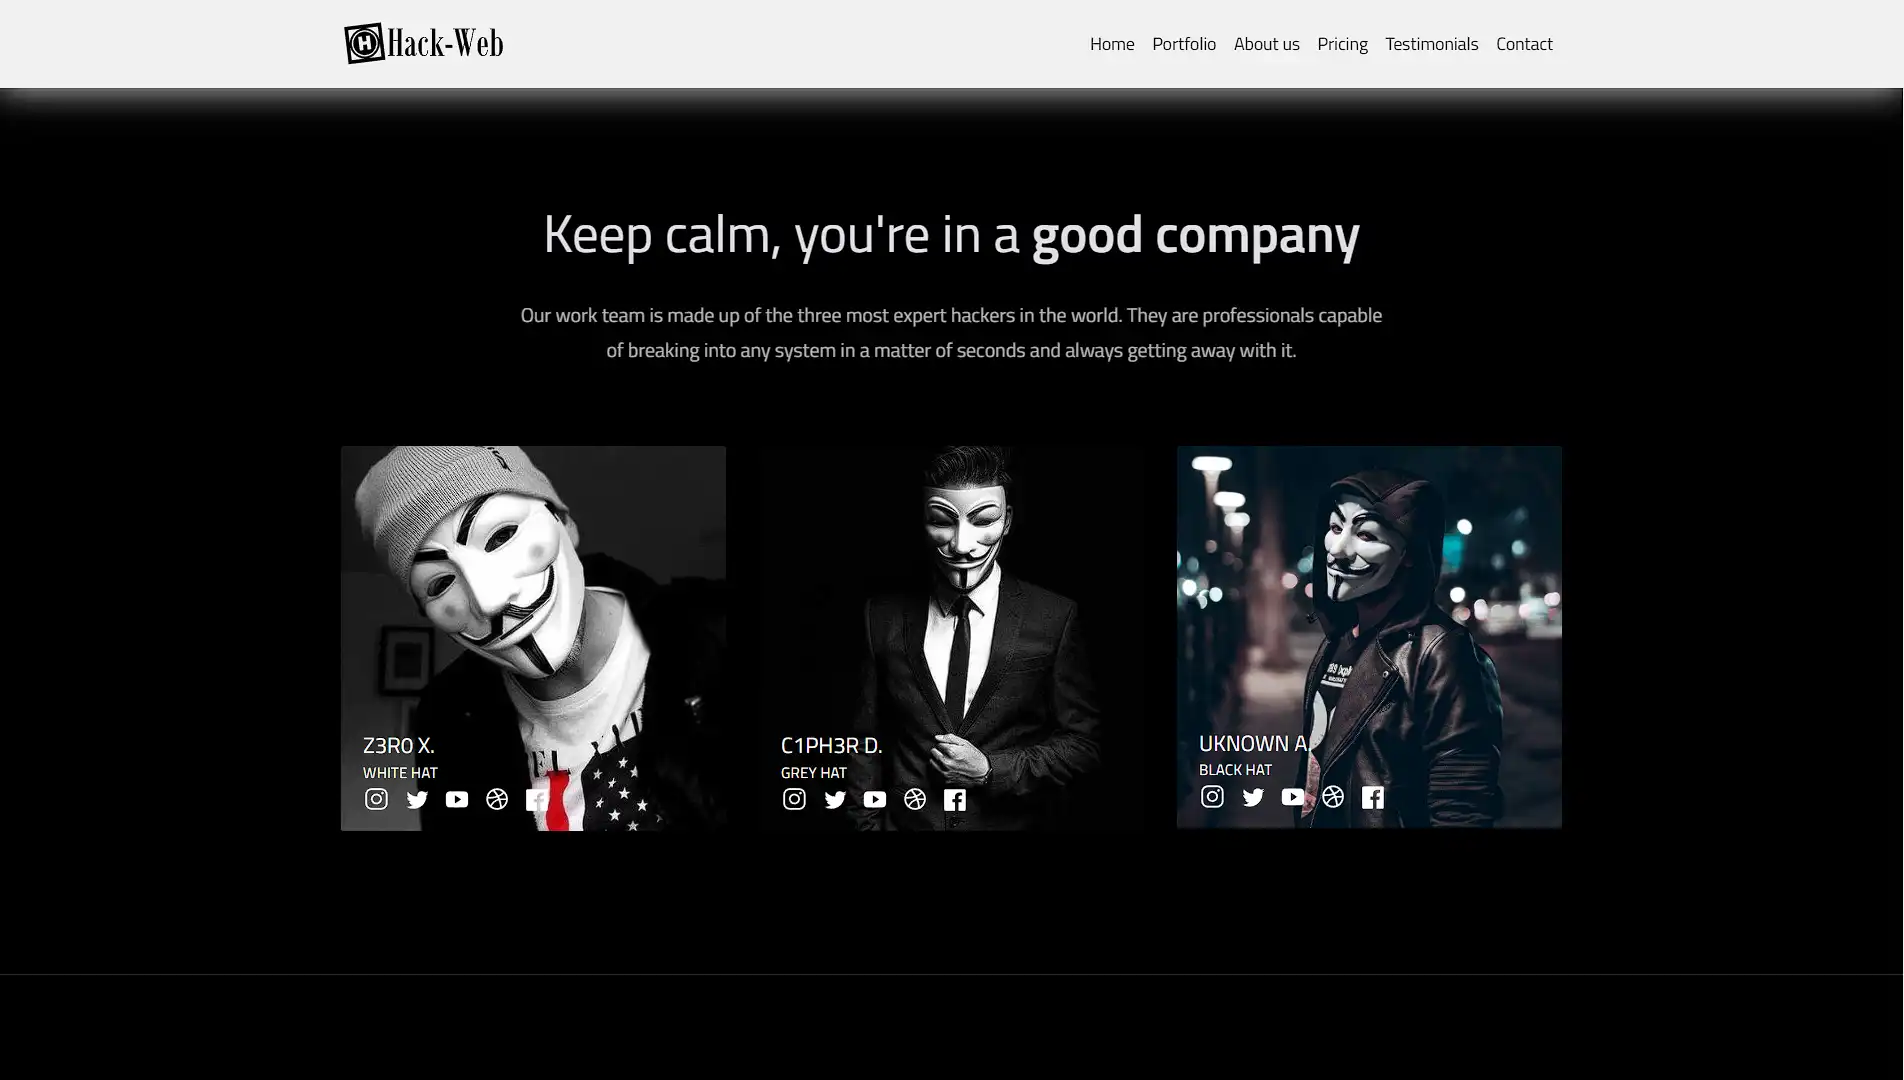 Hack-Web
Home Portfolio About us Pricing Testimonials Contact
Keep calm, you're in a good company
Our work team is made up of the three most expert hackers in the world. They are professionals capable
of breaking into any system in a matter of seconds and always getting away with it.
Z3R0 X.
WHITE HAT
C1PH3R D.
GREY HAT
UKNOWN A.
BLACK HAT